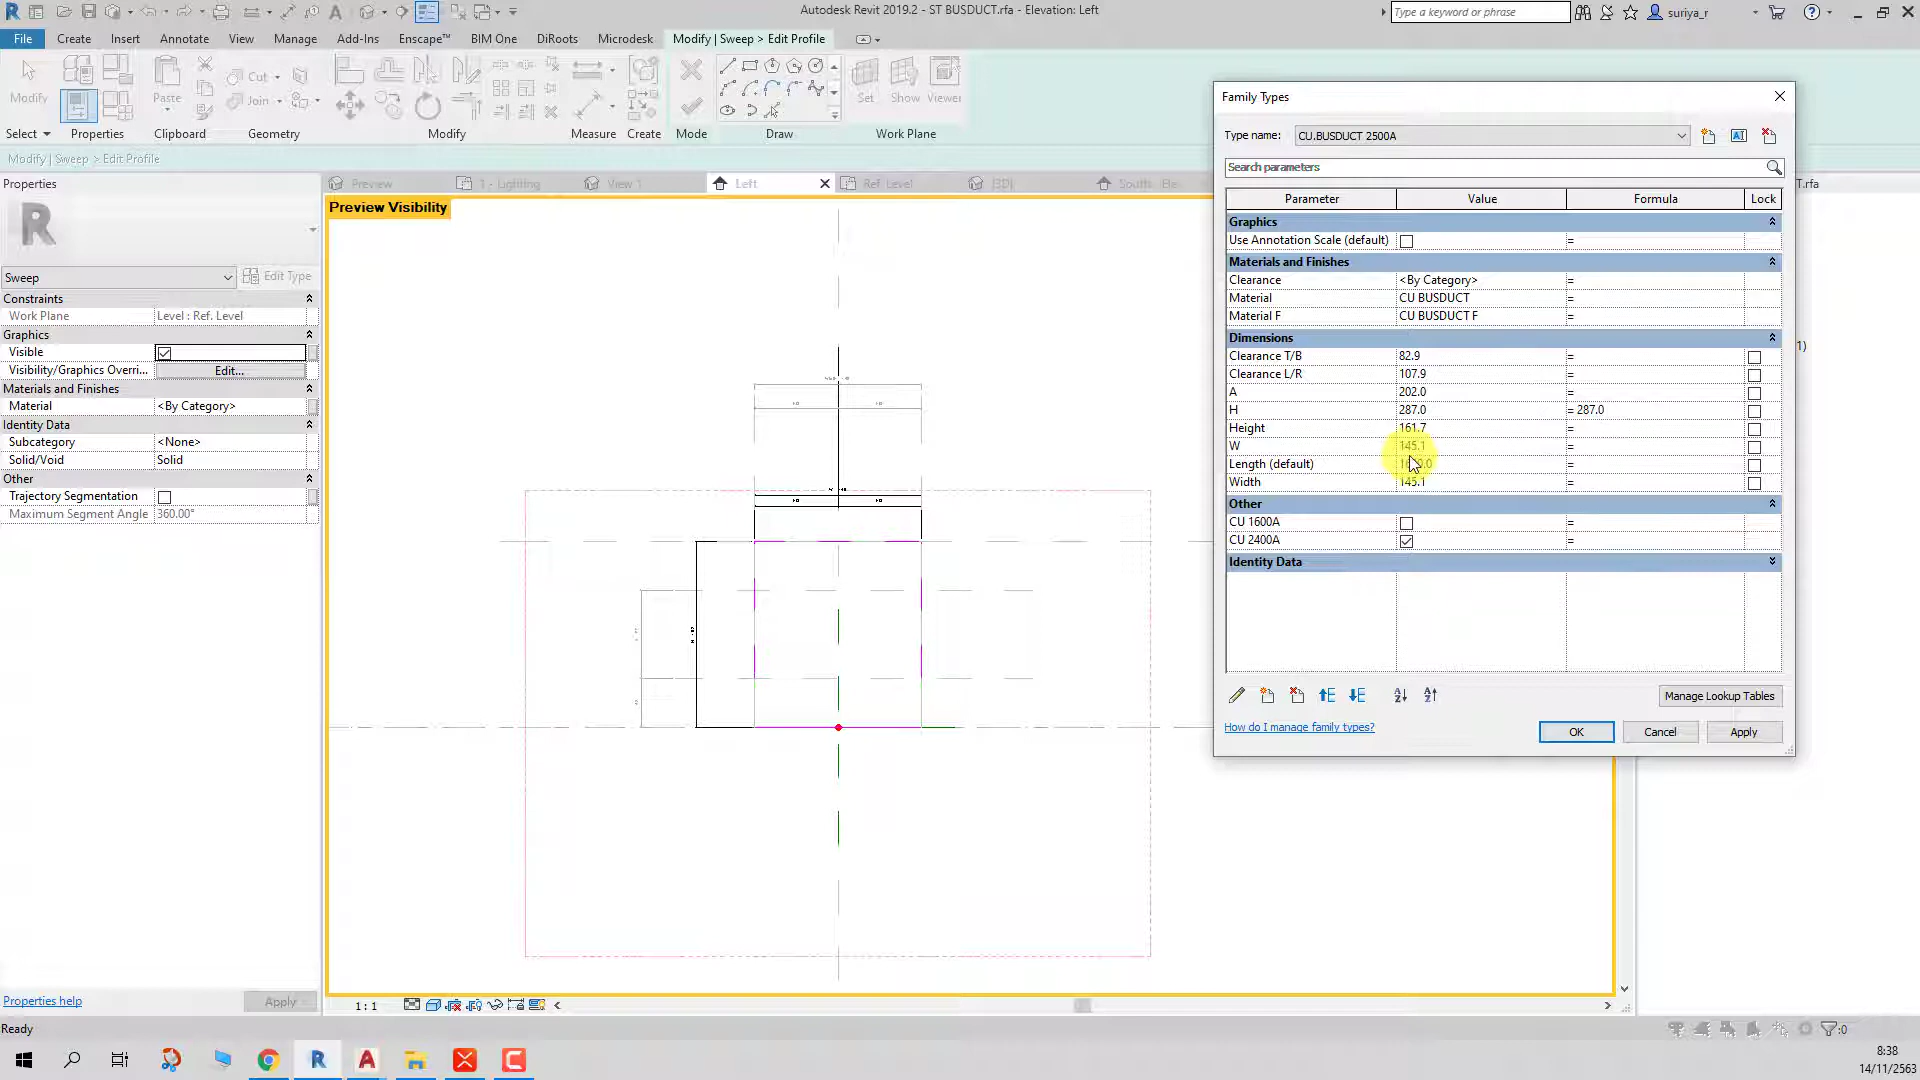 Autodesk Revit 2019.2 - ST BUSDUCT.rfa - Elevation: Left
Type a keyword or phrase
suriya_r
File Create Insert Annotate View Manage Add-Ins Enscape™ BIM One DiRoots Microdesk Modify | Sweep > Edit Profile
Cut
Join
Modify Paste Set Show Viewer
Select Properties Clipboard Geometry Modify Measure Create Mode Draw Work Plane
Modify | Sweep > Edit Profile
Properties
Preview 1 - Lighting View 1 Left Ref. Level {3D} T.rfa
Preview Visibility
Sweep Edit Type
Constraints
Work Plane Level : Ref. Level
Graphics
Visible
Visibility/Graphics Overri... Edit...
Materials and Finishes
Material <By Category>
Identity Data
Subcategory <None>
Solid/Void Solid
Other
Trajectory Segmentation
Maximum Segment Angle 360.00°
Properties help Apply
1 : 1
Ready
:0
Family Types
Type name: CU.BUSDUCT 2500A
Search parameters
Parameter Value Formula Lock
Graphics
Use Annotation Scale (default) =
Materials and Finishes
Clearance <By Category> =
Material CU BUSDUCT =
Material F CU BUSDUCT F =
Dimensions
Clearance T/B 82.9 =
Clearance L/R 107.9 =
A 202.0 =
H 287.0 = 287.0
Height 161.7 =
W 145.1 =
Length (default) =
Width 145.1 =
Other
CU 1600A =
CU 2400A =
Identity Data
Manage Lookup Tables
How do I manage family types?
OK Cancel Apply
1)
8:38
14/11/2563